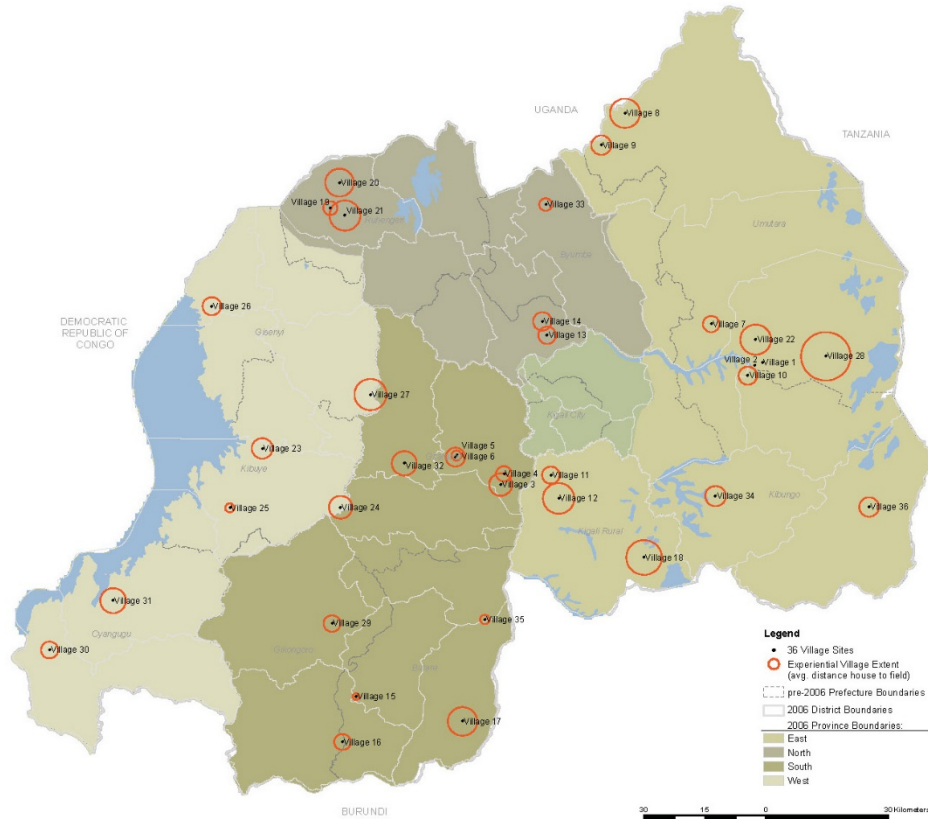 UGANDA
TANZANIA
Village 8
Village 9
Village 20
Village 19
Village 21
Ruhengeri
Village 33
Umutara
Byumba
Village 26
DEMOCRATIC
REPUBLIC OF
CONGO
Gisenyi
Village 14
Village 13
Village 7
Village 22
Village 28
Village 2
Village 1
Village 10
Village 27
Kigali City
Village 5
Village 6
Village 23
Village 32
Village 4
Village 3
Village 11
Village 12
Kibuye
Village 25
Village 24
Village 34
Kibungo
Village 36
Kigali Rural
Village 18
Village 31
Cyangugu
Village 30
Village 29
Village 35
Butare
Village 15
Village 17
Village 16
BURUNDI
Legend
36 Village Sites
Experiential Village Extent
(avg. distance house to field)
pre-2006 Prefecture Boundaries
2006 District Boundaries
2006 Province Boundaries:
East
North
South
West
30 15 0 30 Kilometers